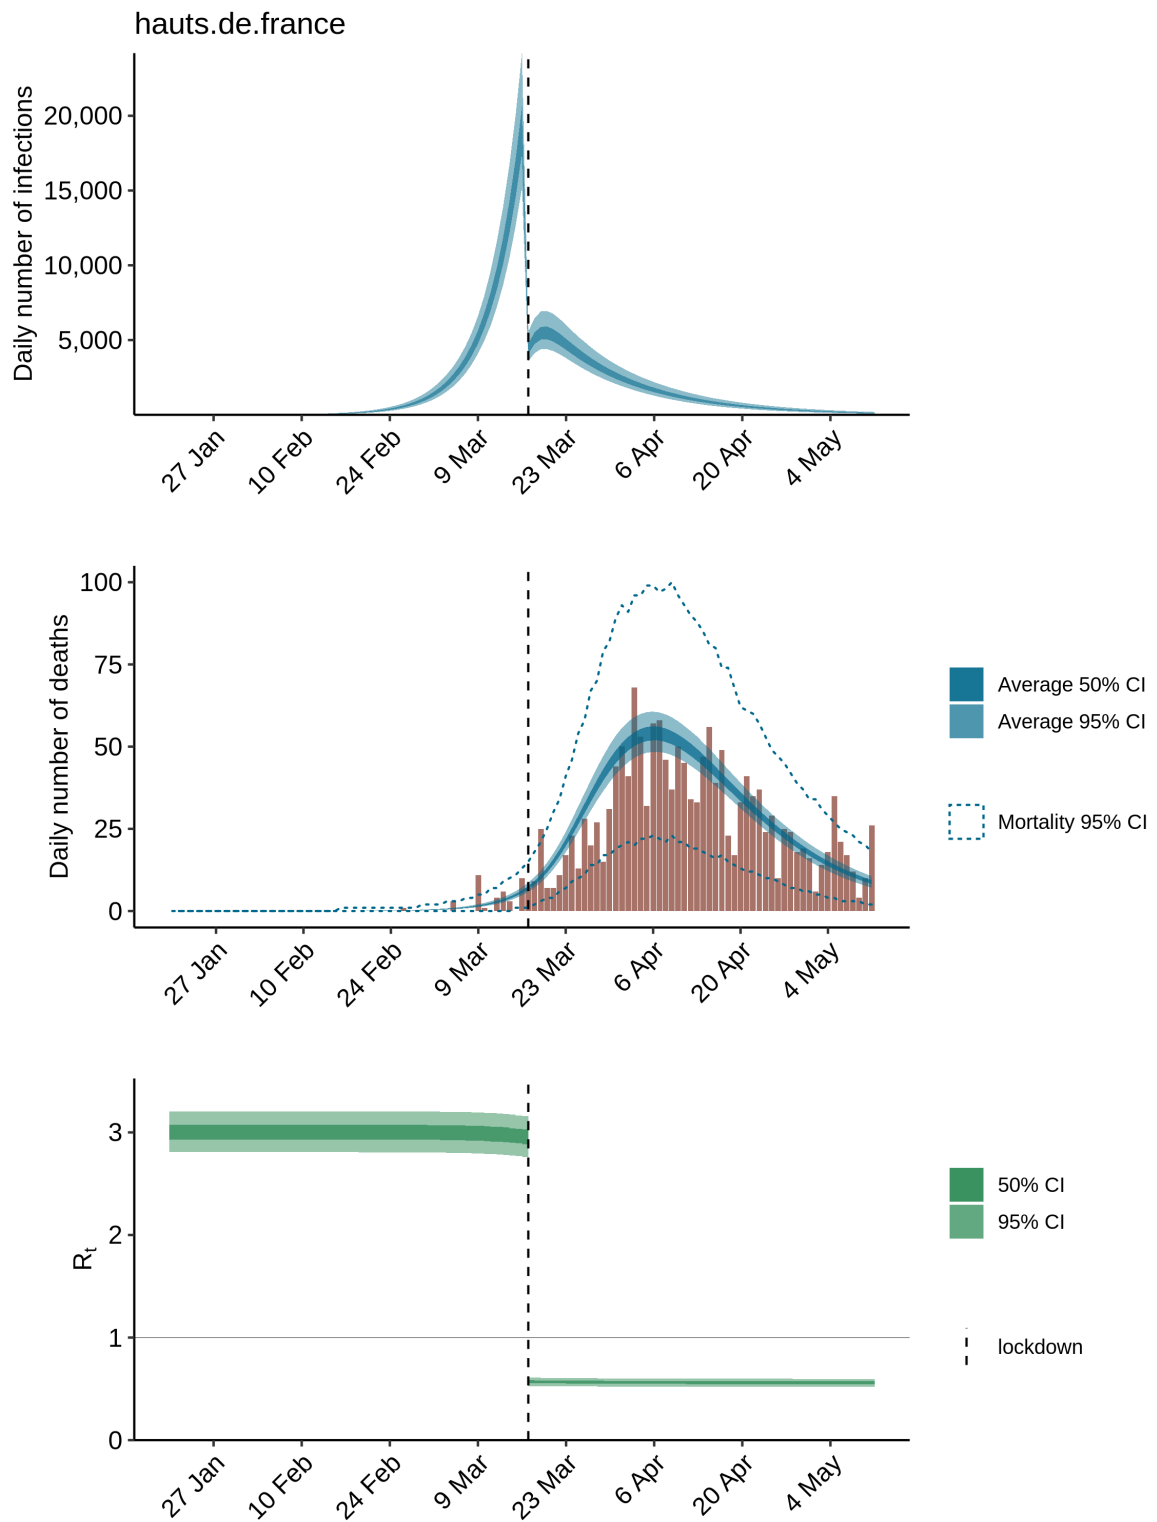 hauts.de.france
Daily number of infections
20,000
15,000
10,000
5,000
27 Jan
10 Feb
24 Feb
9 Mar
23 Mar
6 Apr
20 Apr
4 May
Daily number of deaths
100
75
50
25
0
27 Jan
10 Feb
24 Feb
9 Mar
23 Mar
6 Apr
20 Apr
4 May
Average 50% CI
Average 95% CI
Mortality 95% CI
Rt
3
2
1
0
27 Jan
10 Feb
24 Feb
9 Mar
23 Mar
6 Apr
20 Apr
4 May
50% CI
95% CI
lockdown